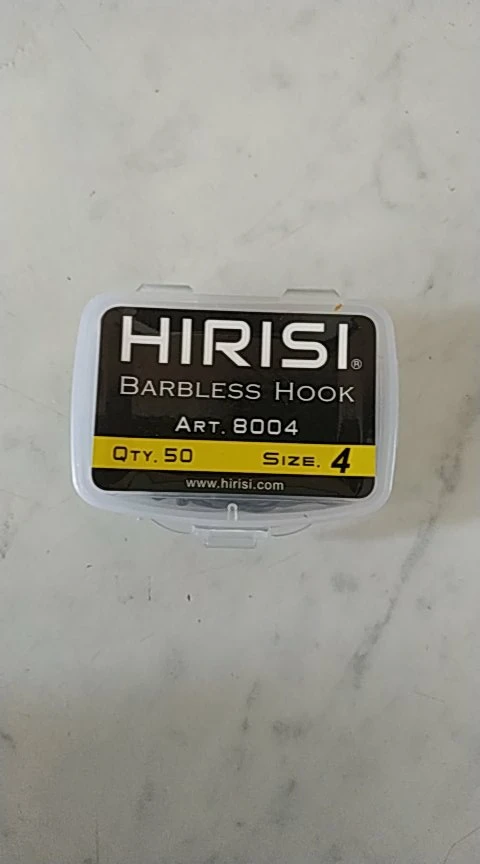 HIRISI®
BARBLESS HOOK
ART. 8004
QTY. 50 SIZE. 4
www.hirisi.com